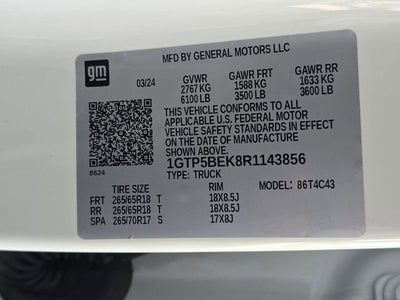 MFD BY GENERAL MOTORS LLC
gm
03/24 GVWR GAWR FRT GAWR RR
2767 KG 1588 KG 1633 KG
6100 LB 3500 LB 3600 LB
THIS VEHICLE CONFORMS TO ALL
APPLICABLE U.S. FEDERAL MOTOR
VEHICLE SAFETY STANDARDS IN
EFFECT ON THE DATE OF
MANUFACTURE SHOWN ABOVE.
8624
1GTP5BEK8R1143856
TYPE: TRUCK
TIRE SIZE RIM MODEL: 86T4C43
FRT 265/65R18 T 18X8.5J
RR 265/65R18 T 18X8.5J
SPA 265/70R17 S 17X8J